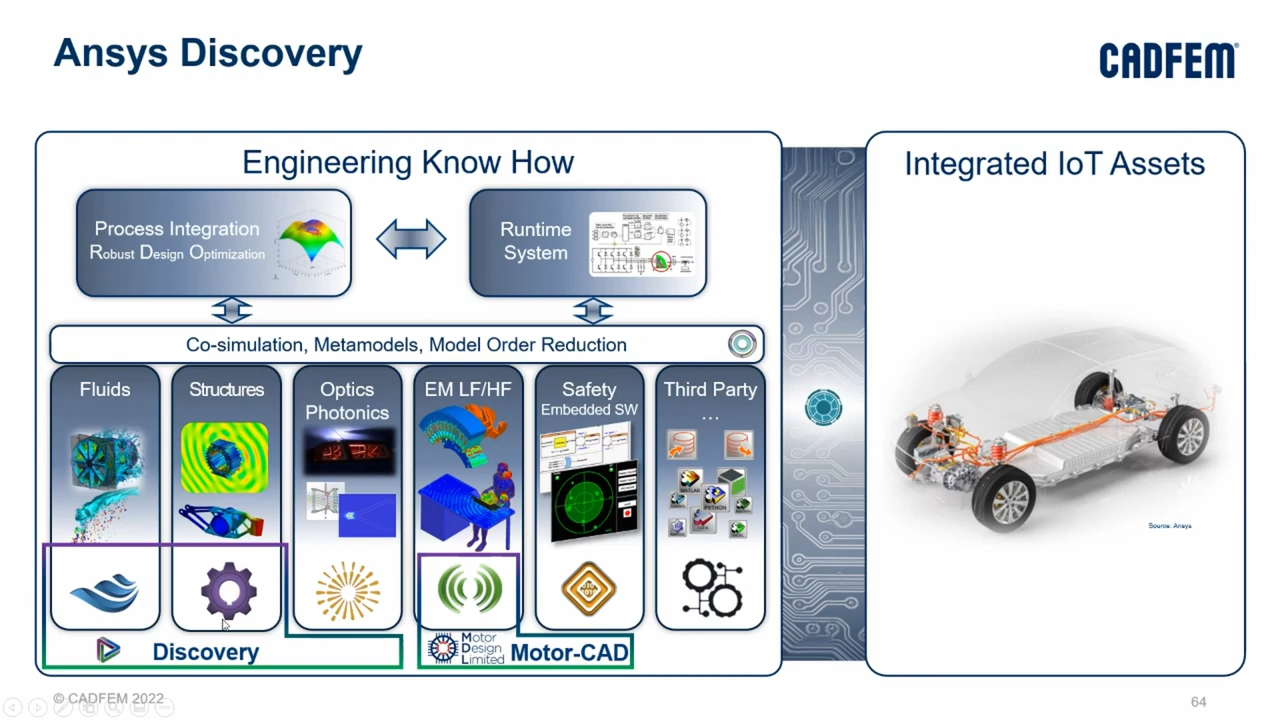 Ansys Discovery
CADFEM
Engineering Know How
Process Integration
Robust Design Optimization
Runtime
System
Co-simulation, Metamodels, Model Order Reduction
Fluids
Structures
Optics
Photonics
EM LF/HF
Safety
Embedded SW
Third Party
...
MATLAB
PYTHON
Discovery
Motor
Design
Limited
Motor-CAD
Integrated IoT Assets
Source: Ansys
© CADFEM 2022
64